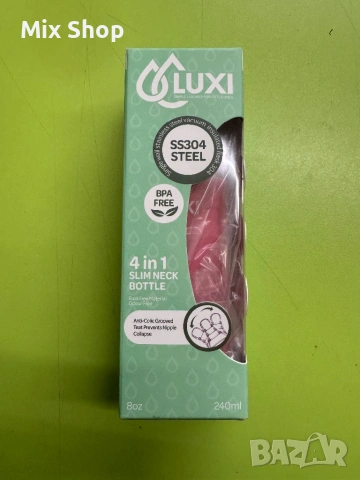 Mix Shop
LUXI
SS304
STEEL
BPA
FREE
4 in 1
SLIM NECK
BOTTLE
Anti-Colic Grooved
Teat Prevents Nipple
Collapse
8oz
240ml
BAZAR